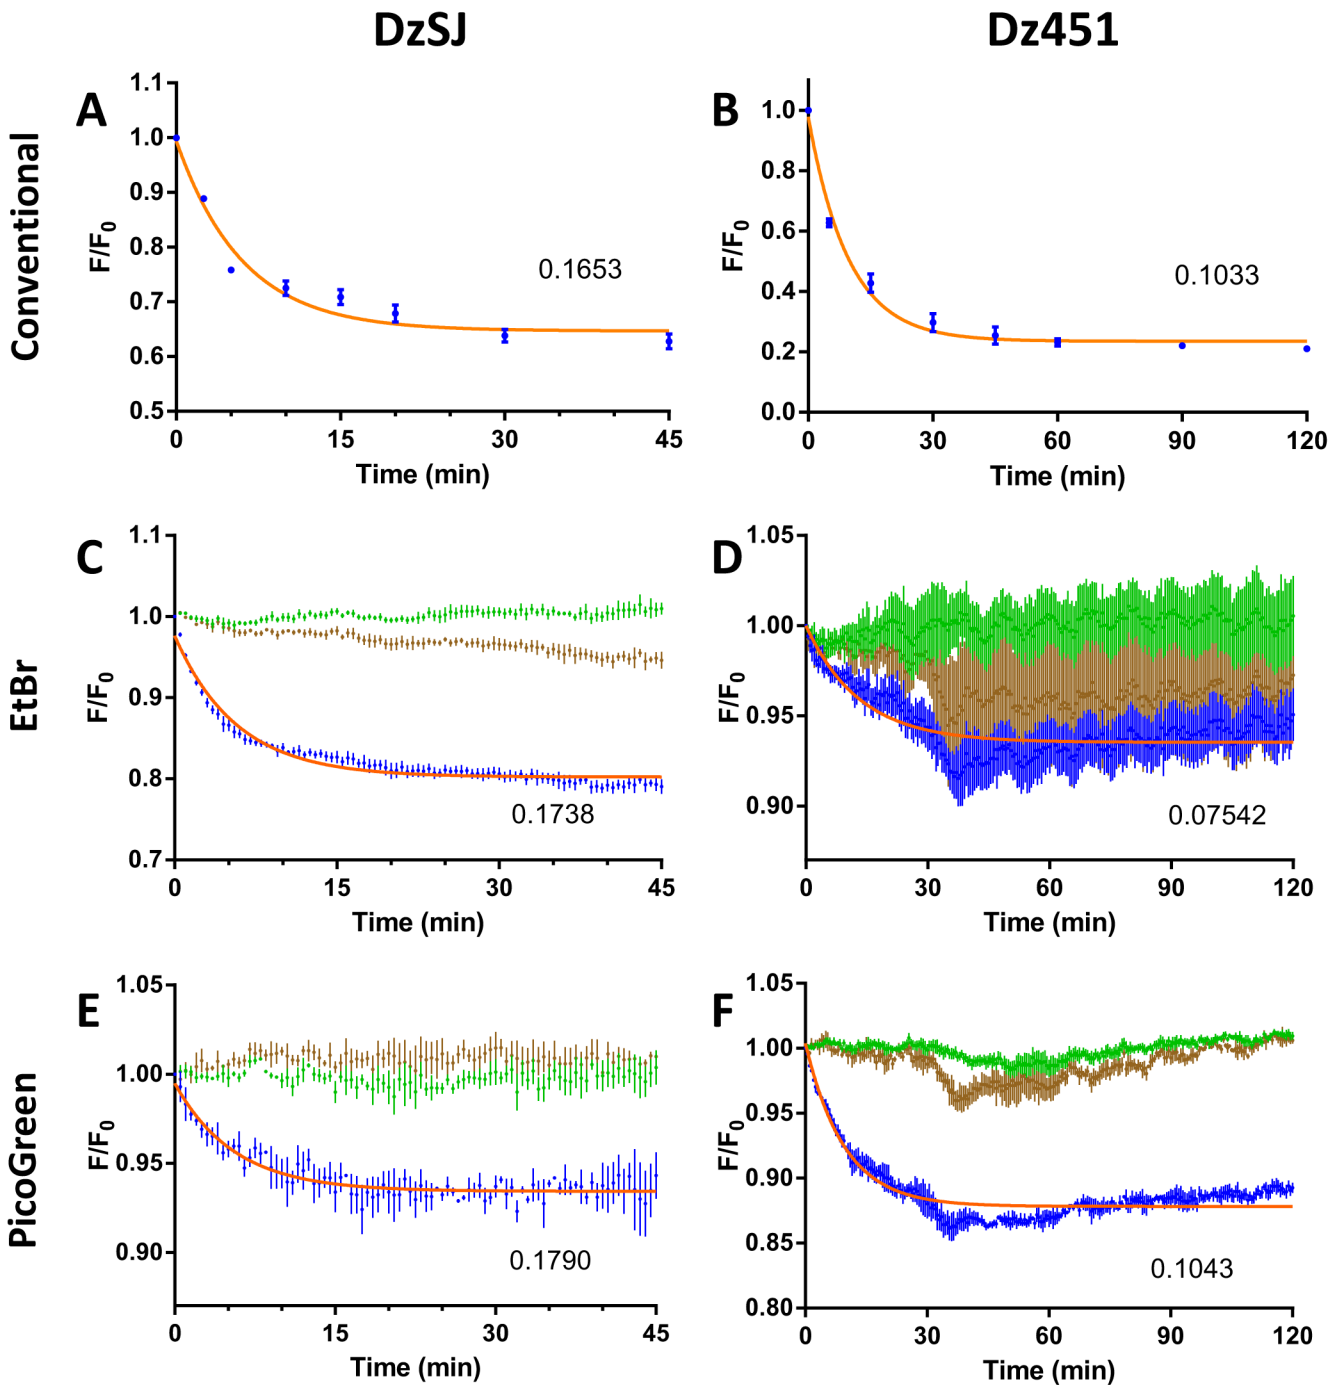 DzSJ
Dz451
Conventional
A
1.1
1.0
0.9
0.8
0.7
0.6
0.5
F/F0
0.1653
0
15
30
45
Time (min)
B
1.0
0.8
0.6
0.4
0.2
0.0
F/F0
0.1033
0
30
60
90
120
Time (min)
EtBr
C
1.1
1.0
0.9
0.8
0.7
F/F0
0.1738
0
15
30
45
Time (min)
D
1.05
1.00
0.95
0.90
F/F0
0.07542
0
30
60
90
120
Time (min)
PicoGreen
E
1.05
1.00
0.95
0.90
F/F0
0.1790
0
15
30
45
Time (min)
F
1.05
1.00
0.95
0.90
0.85
0.80
F/F0
0.1043
0
30
60
90
120
Time (min)